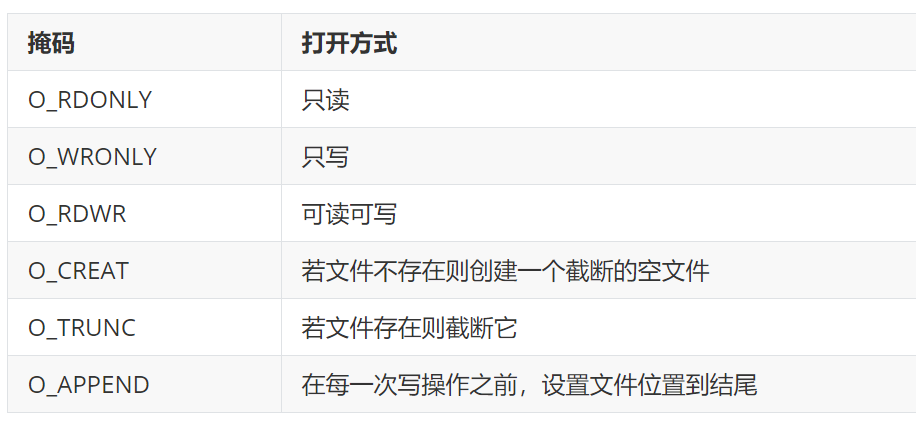 掩码 打开方式
O_RDONLY 只读
O_WRONLY 只写
O_RDWR 可读可写
O_CREAT 若文件不存在则创建一个截断的空文件
O_TRUNC 若文件存在则截断它
O_APPEND 在每一次写操作之前，设置文件位置到结尾